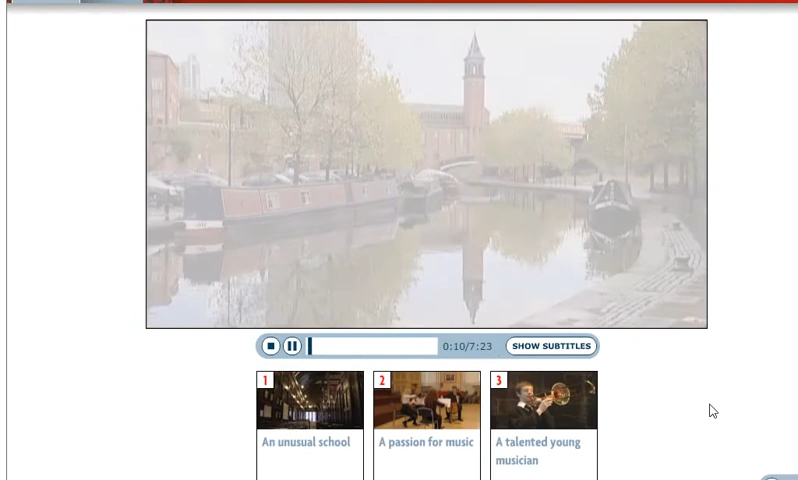 0:10/7:23
SHOW SUBTITLES
1
2
3
An unusual school
A passion for music
A talented young
musician